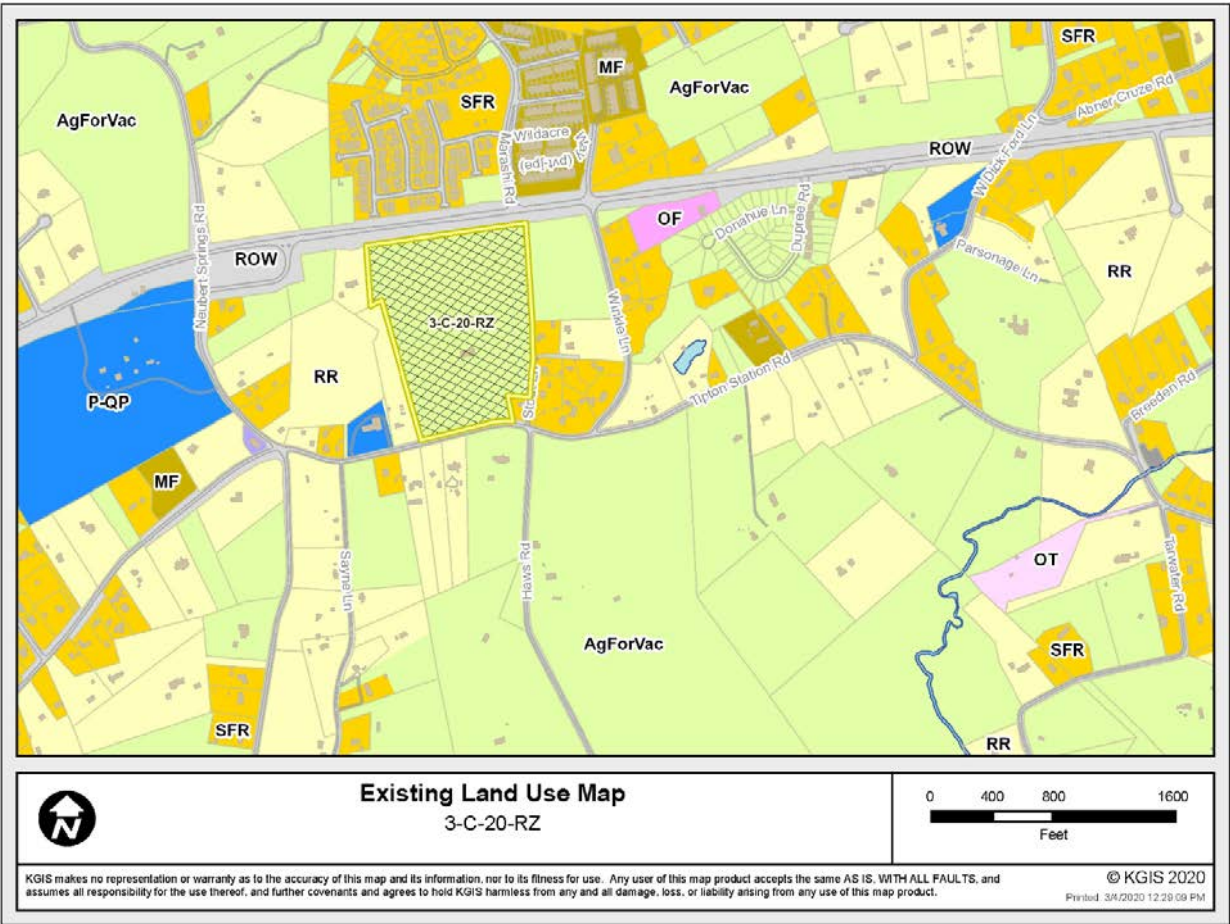 SFR
MF
AgForVac
AgForVac
SFR
Abner Cruze Rd
Wildacre
Way
(pvt-jpe)
Marashi Rd
ROW
W Dick Ford Ln
Neubert Springs Rd
OF
Donahue Ln
Dupree Rd
ROW
Parsonage Ln
RR
3-C-20-RZ
Winkle Ln
RR
Tipton Station Rd
P-QP
Breeden Rd
MF
Sayne Ln
Haws Rd
OT
Tarwater Rd
AgForVac
SFR
SFR
RR
N
Existing Land Use Map
3-C-20-RZ
0 400 800 1600
Feet
KGIS makes no representation or warranty as to the accuracy of this map and its information, nor to its fitness for use. Any user of this map product accepts the same AS IS, WITH ALL FAULTS, and
assumes all responsibility for the use thereof, and further covenants and agrees to hold KGIS harmless from any and all damage, loss, or liability arising from any use of this map product.
© KGIS 2020
Printed: 3/4/2020 12:29:09 PM